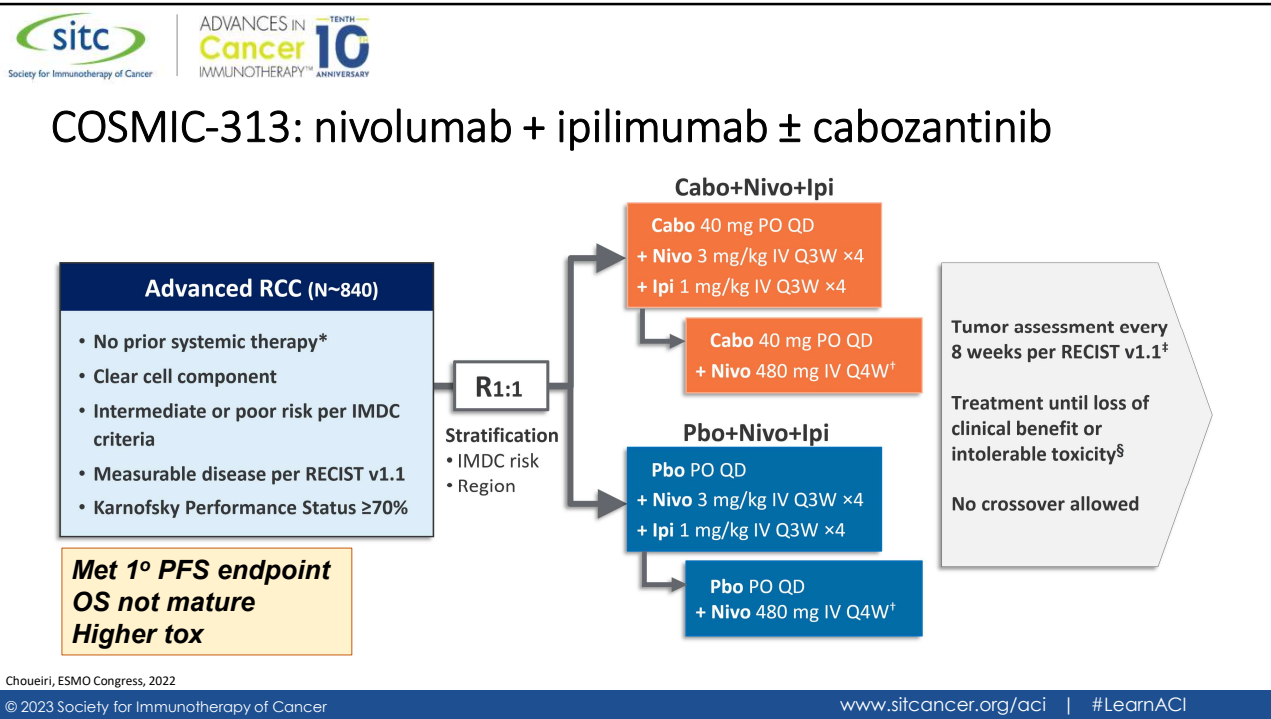 sitc
Society for Immunotherapy of Cancer
ADVANCES IN
Cancer
IMMUNOTHERAPY™
TENTH
10
ANNIVERSARY
COSMIC-313: nivolumab + ipilimumab ± cabozantinib
Advanced RCC (N~840)
• No prior systemic therapy*
• Clear cell component
• Intermediate or poor risk per IMDC
criteria
• Measurable disease per RECIST v1.1
• Karnofsky Performance Status ≥70%
Met 1º PFS endpoint
OS not mature
Higher tox
R1:1
Stratification
• IMDC risk
• Region
Cabo+Nivo+Ipi
Cabo 40 mg PO QD
+ Nivo 3 mg/kg IV Q3W ×4
+ Ipi 1 mg/kg IV Q3W ×4
Cabo 40 mg PO QD
+ Nivo 480 mg IV Q4W†
Pbo+Nivo+Ipi
Pbo PO QD
+ Nivo 3 mg/kg IV Q3W ×4
+ Ipi 1 mg/kg IV Q3W ×4
Pbo PO QD
+ Nivo 480 mg IV Q4W†
Tumor assessment every
8 weeks per RECIST v1.1‡
Treatment until loss of
clinical benefit or
intolerable toxicity§
No crossover allowed
Choueiri, ESMO Congress, 2022
© 2023 Society for Immunotherapy of Cancer
www.sitcancer.org/aci | #LearnACI